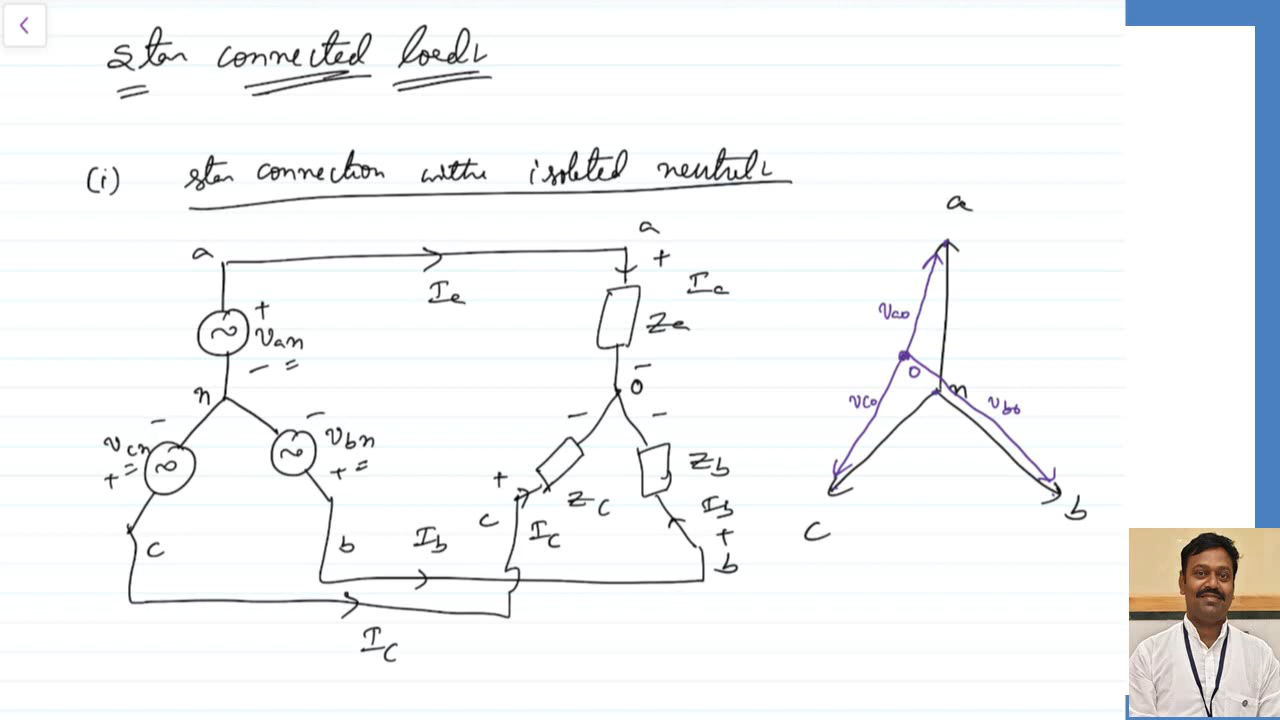 star connected load
(i) star connection with isolated neutral
a
a
a
+
Ia
Ia
+
Van
Za
Vao
-
=
-
n
o
o
n
-
-
-
-
Vco
Vbo
Vcn
Vbn
+
=
+
=
+
Zb
c
Zc
Ib
b
c
b
Ib
Ic
+
c
b
Ic